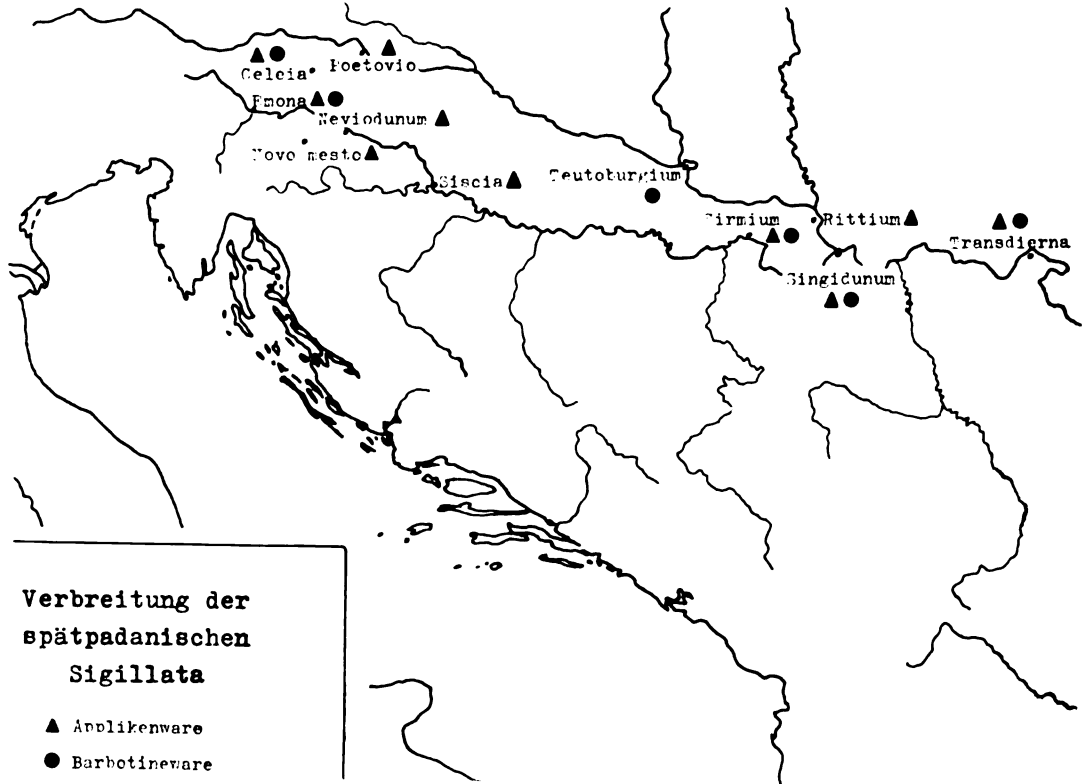 Poetovio
Celeia
Emona
Neviodunum
Novo mesto
Siscia
Teutoburgium
Sirmium
Rittium
Transdierna
Singidunum
Verbreitung der
spätpadanischen
Sigillata
Applikenware
Barbotineware